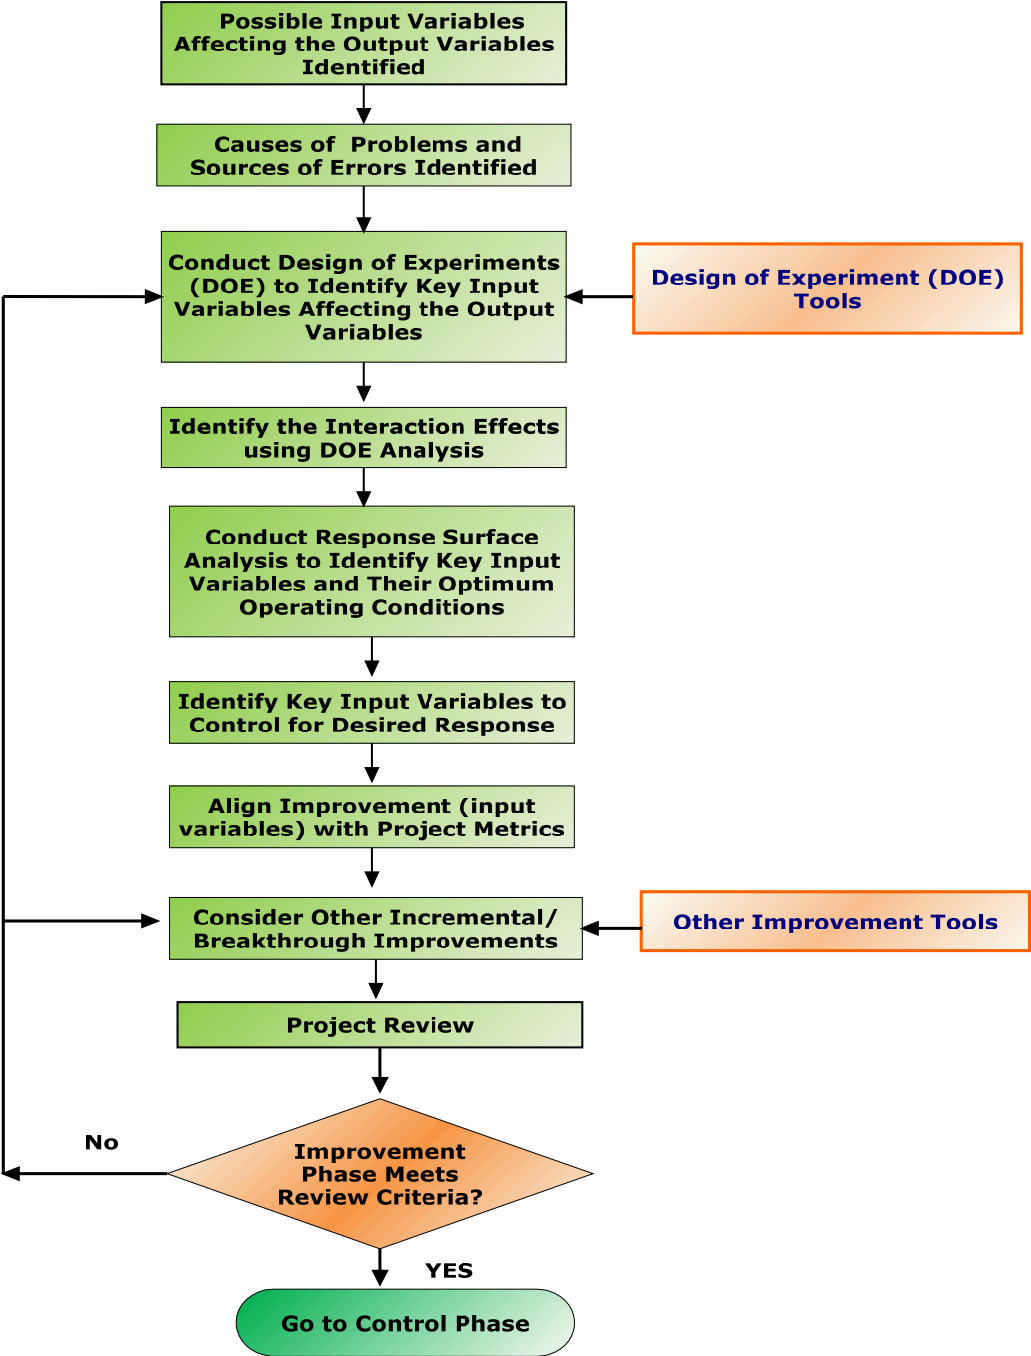 Possible Input Variables
Affecting the Output Variables
Identified
Causes of Problems and
Sources of Errors Identified
Conduct Design of Experiments
(DOE) to Identify Key Input
Variables Affecting the Output
Variables
Design of Experiment (DOE)
Tools
Identify the Interaction Effects
using DOE Analysis
Conduct Response Surface
Analysis to Identify Key Input
Variables and Their Optimum
Operating Conditions
Identify Key Input Variables to
Control for Desired Response
Align Improvement (input
variables) with Project Metrics
Consider Other Incremental/
Breakthrough Improvements
Other Improvement Tools
Project Review
Improvement
Phase Meets
Review Criteria?
No
YES
Go to Control Phase